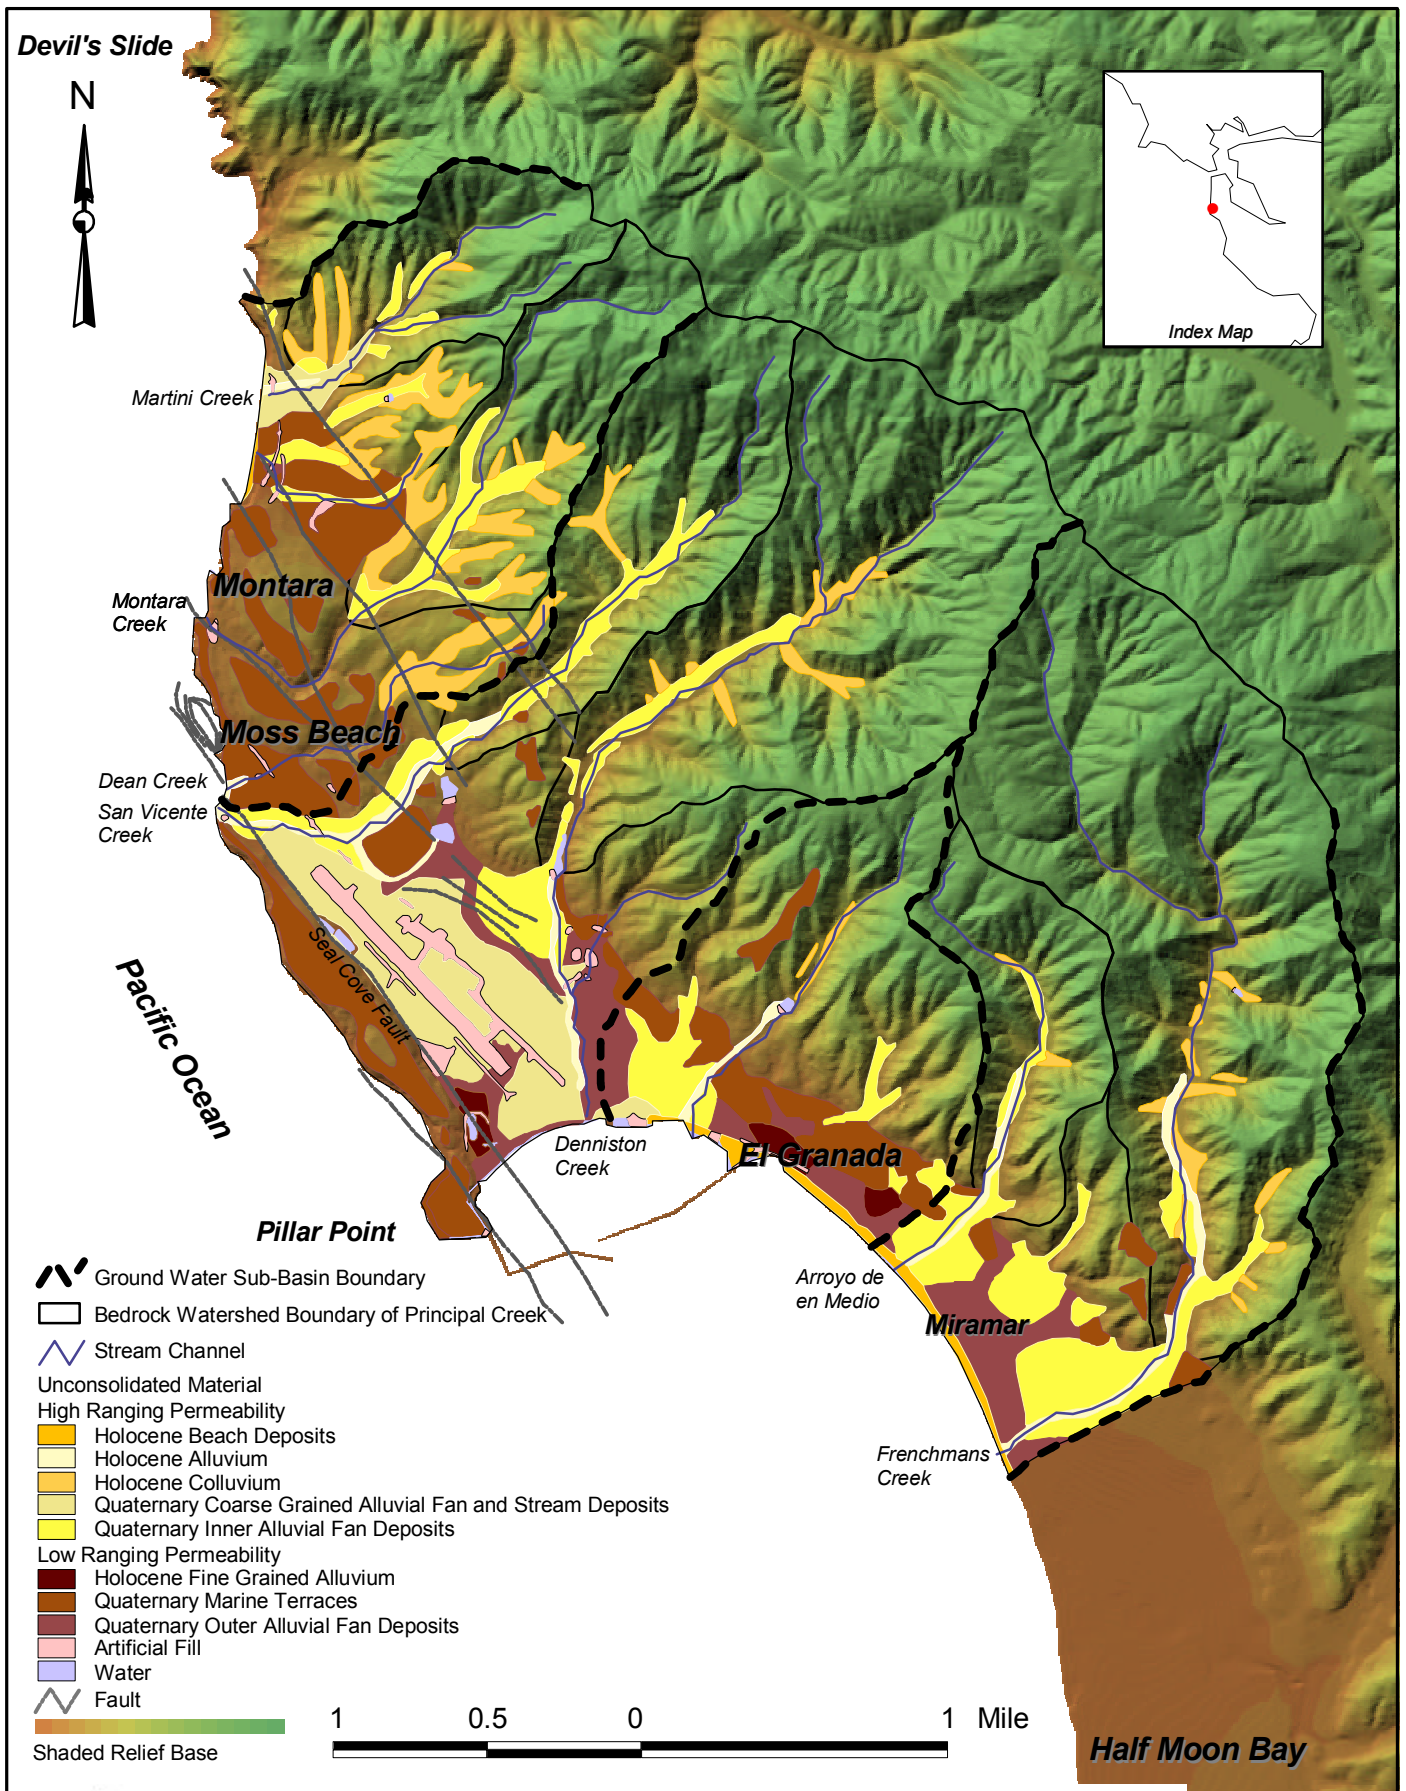 Devil's Slide
N
Index Map
Martini Creek
Montara
Montara
Creek
Moss Beach
Dean Creek
San Vicente
Creek
Seal Cove Fault
Pacific Ocean
Denniston
Creek
El Granada
Pillar Point
Arroyo de
en Medio
Miramar
Frenchmans
Creek
Ground Water Sub-Basin Boundary
Bedrock Watershed Boundary of Principal Creek
Stream Channel
Unconsolidated Material
High Ranging Permeability
Holocene Beach Deposits
Holocene Alluvium
Holocene Colluvium
Quaternary Coarse Grained Alluvial Fan and Stream Deposits
Quaternary Inner Alluvial Fan Deposits
Low Ranging Permeability
Holocene Fine Grained Alluvium
Quaternary Marine Terraces
Quaternary Outer Alluvial Fan Deposits
Artificial Fill
Water
Fault
Shaded Relief Base
1 0.5 0 1 Mile
Half Moon Bay